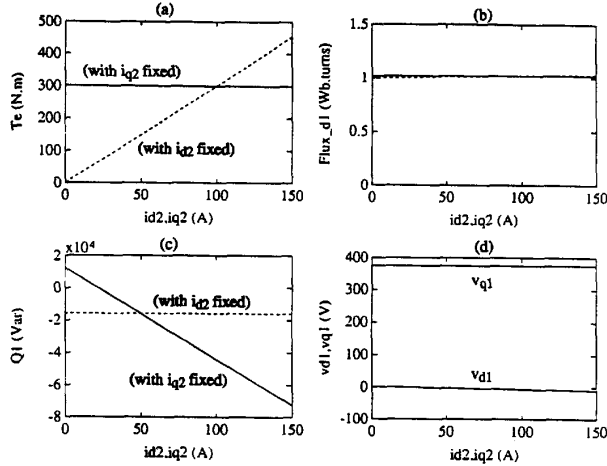 (a)
500
400
300
200
100
0
Te (N.m)
(with iq2 fixed)
(with id2 fixed)
0 50 100 150
id2,iq2 (A)
(b)
1.5
1
0.5
0
Flux_d1 (Wb.turns)
0 50 100 150
id2,iq2 (A)
(c)
x10⁴
2
0
-2
-4
-6
-8
Q1 (Var)
(with id2 fixed)
(with iq2 fixed)
0 50 100 150
id2,iq2 (A)
(d)
400
300
200
100
0
-100
vd1,vq1 (V)
vq1
vd1
0 50 100 150
id2,iq2 (A)